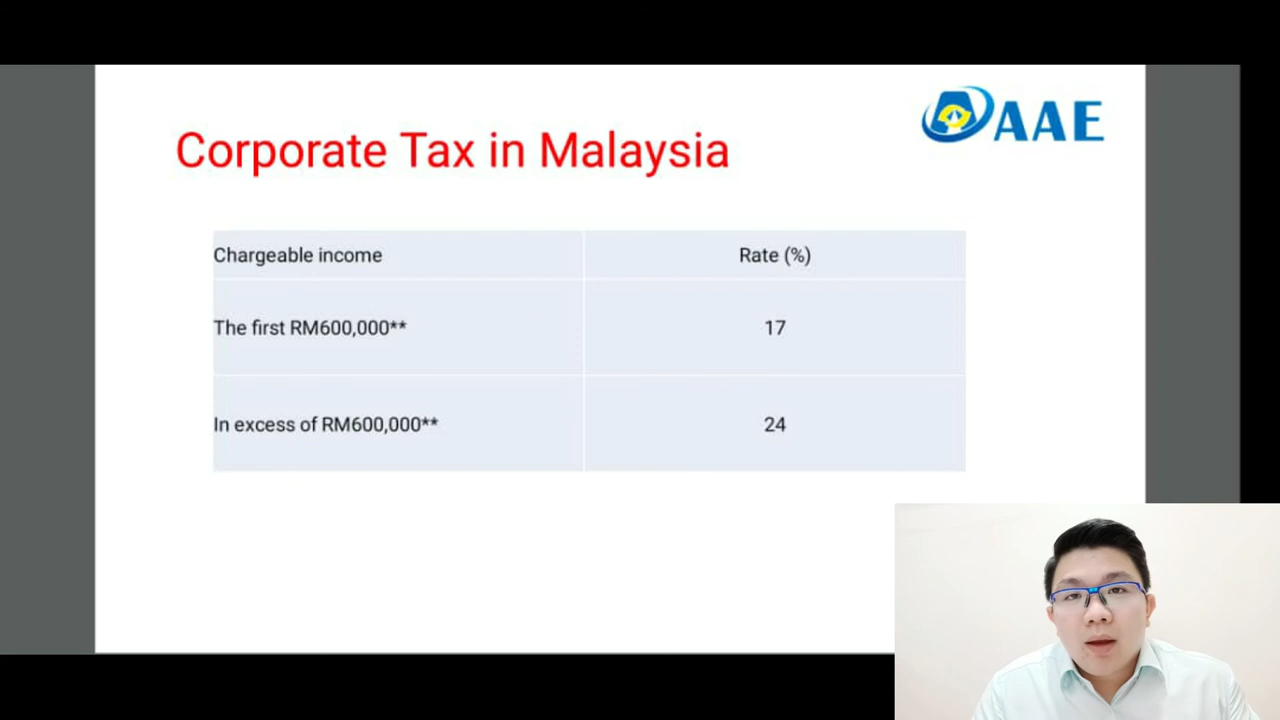 AAE
Corporate Tax in Malaysia
Chargeable income Rate (%)
The first RM600,000** 17
In excess of RM600,000** 24